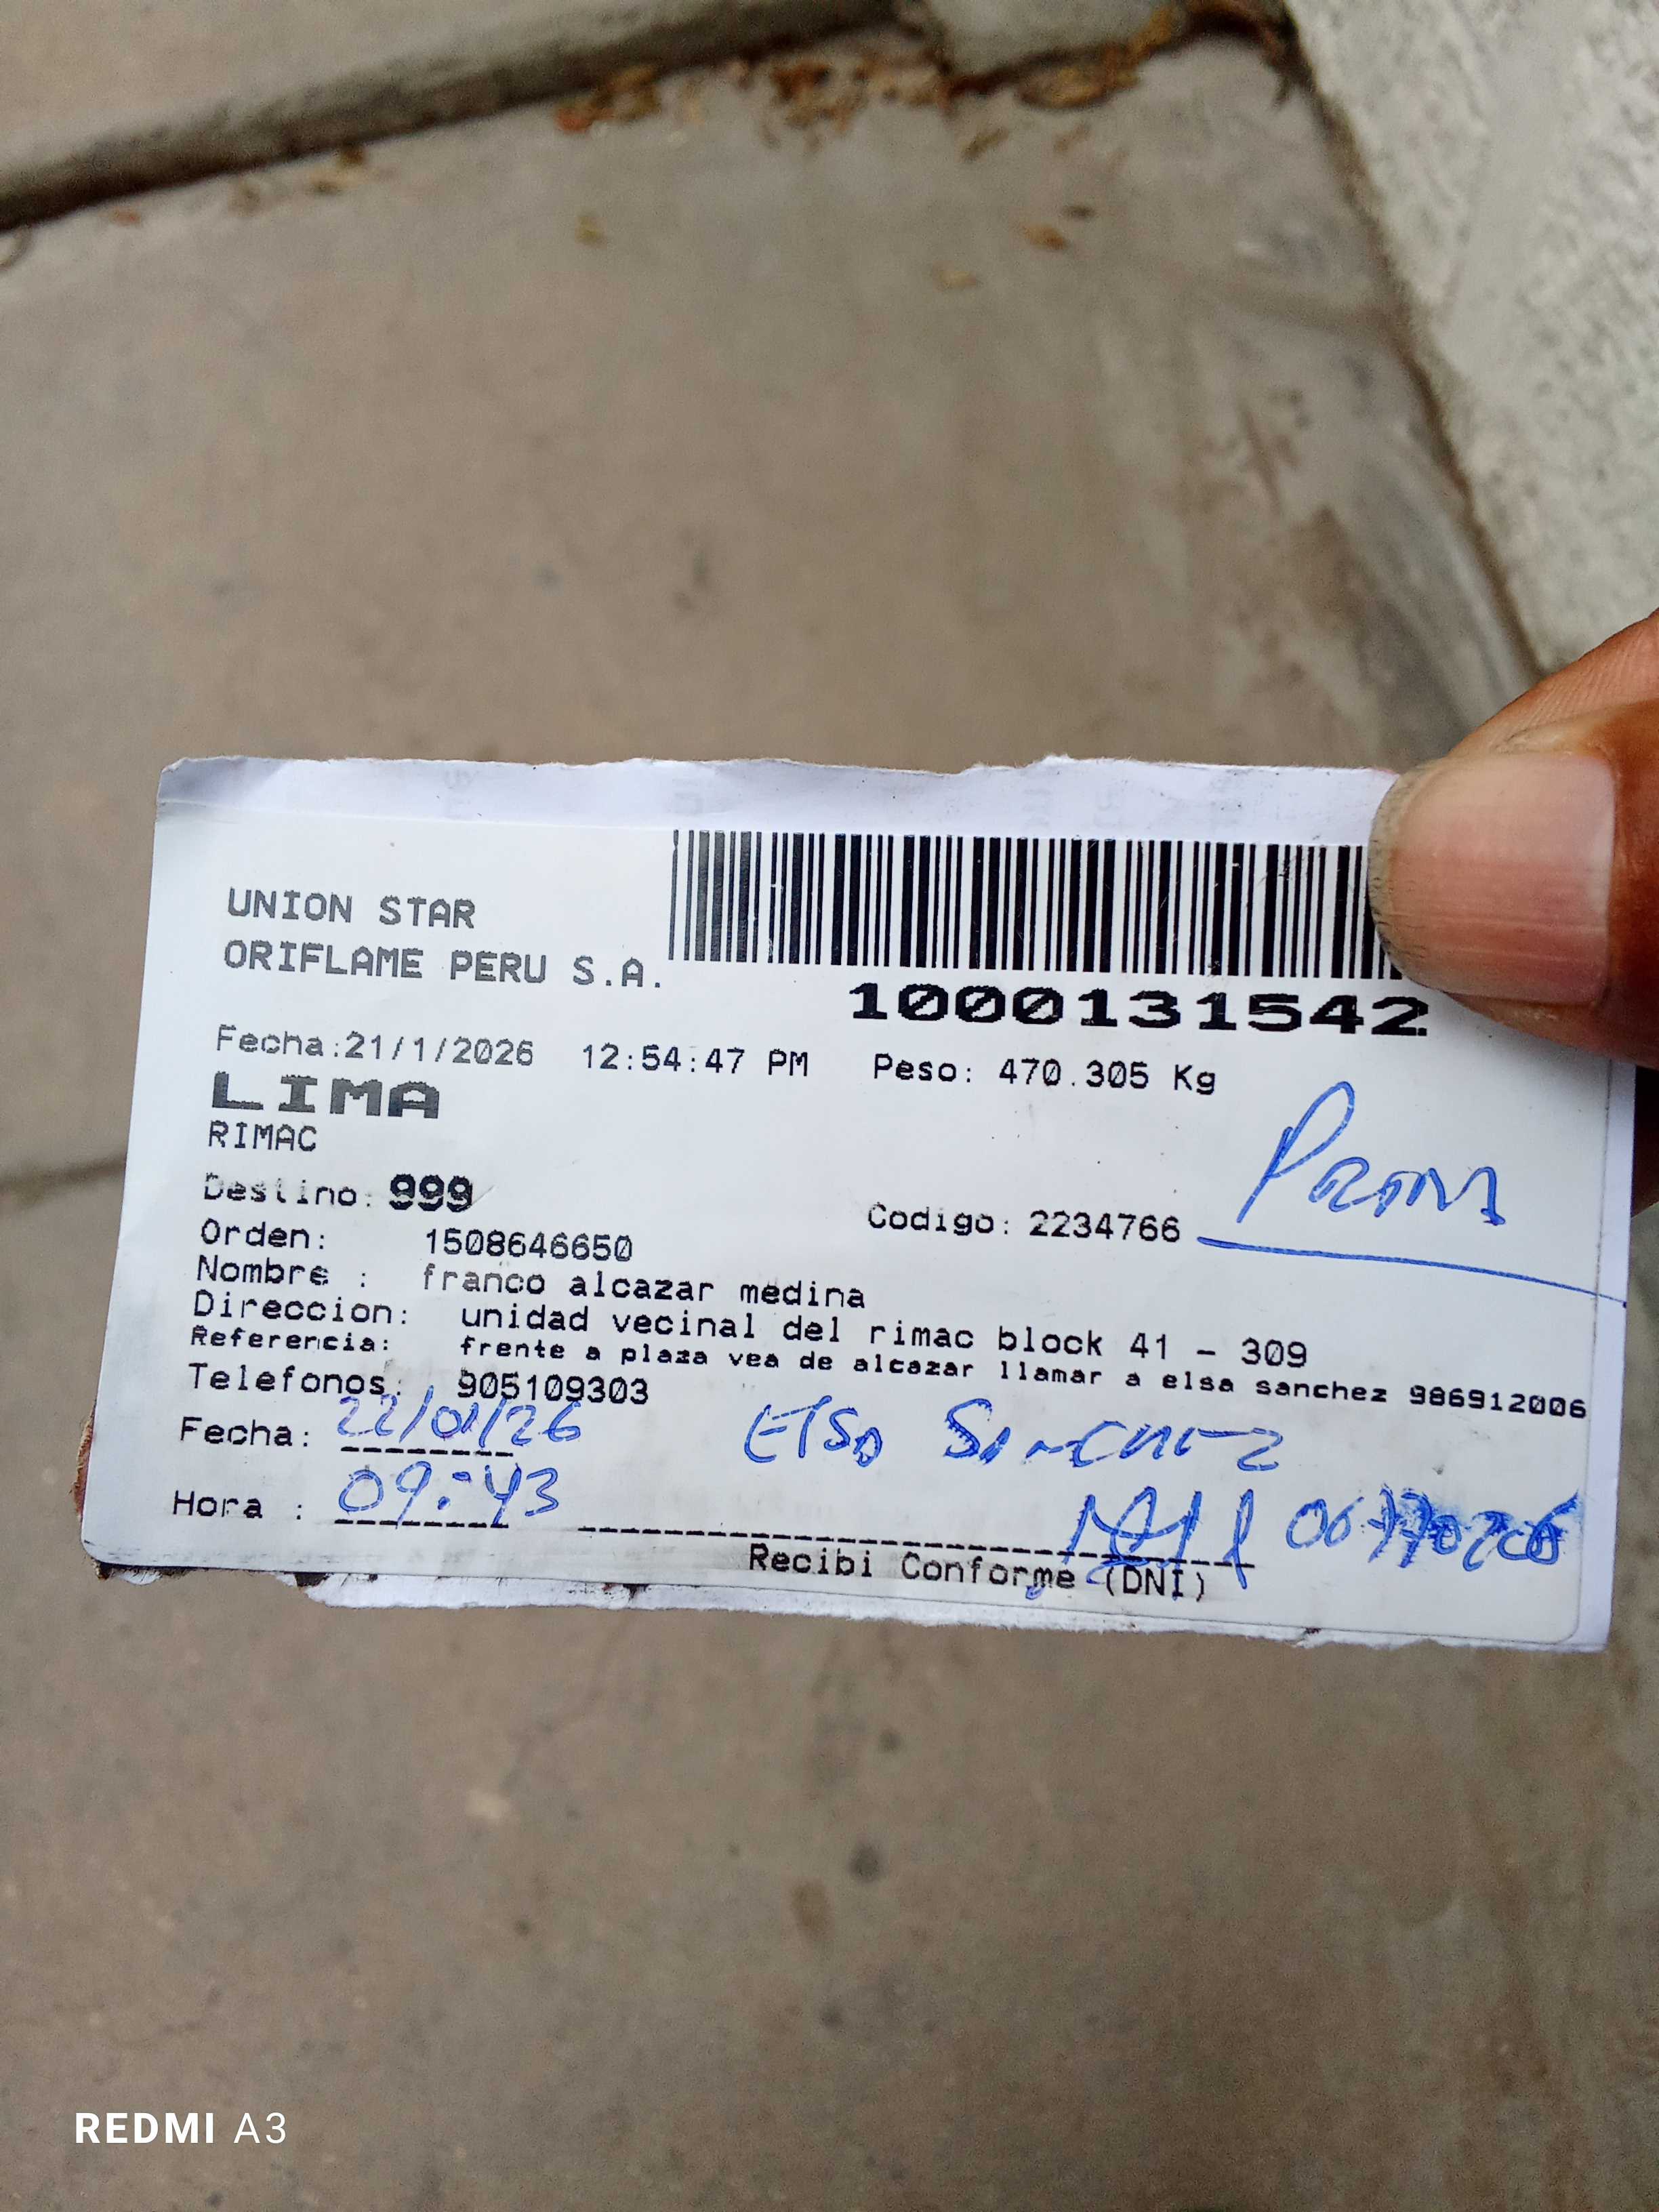 UNION STAR
ORIFLAME PERU S.A.
1000131542
Fecha:21/1/2026 12:54:47 PM Peso: 470.305 Kg
LIMA
RIMAC
Destino: 999
Orden: 1508646650 Codigo: 2234766
Nombre : franco alcazar medina
Direccion: unidad vecinal del rimac block 41 - 309
Referencia: frente a plaza vea de alcazar llamar a elsa sanchez 986912006
Telefonos: 905109303
Fecha: 22/01/26 Elsa Sanchez
Hora : 09:43
Recibi Conforme (DNI)
REDMI A3